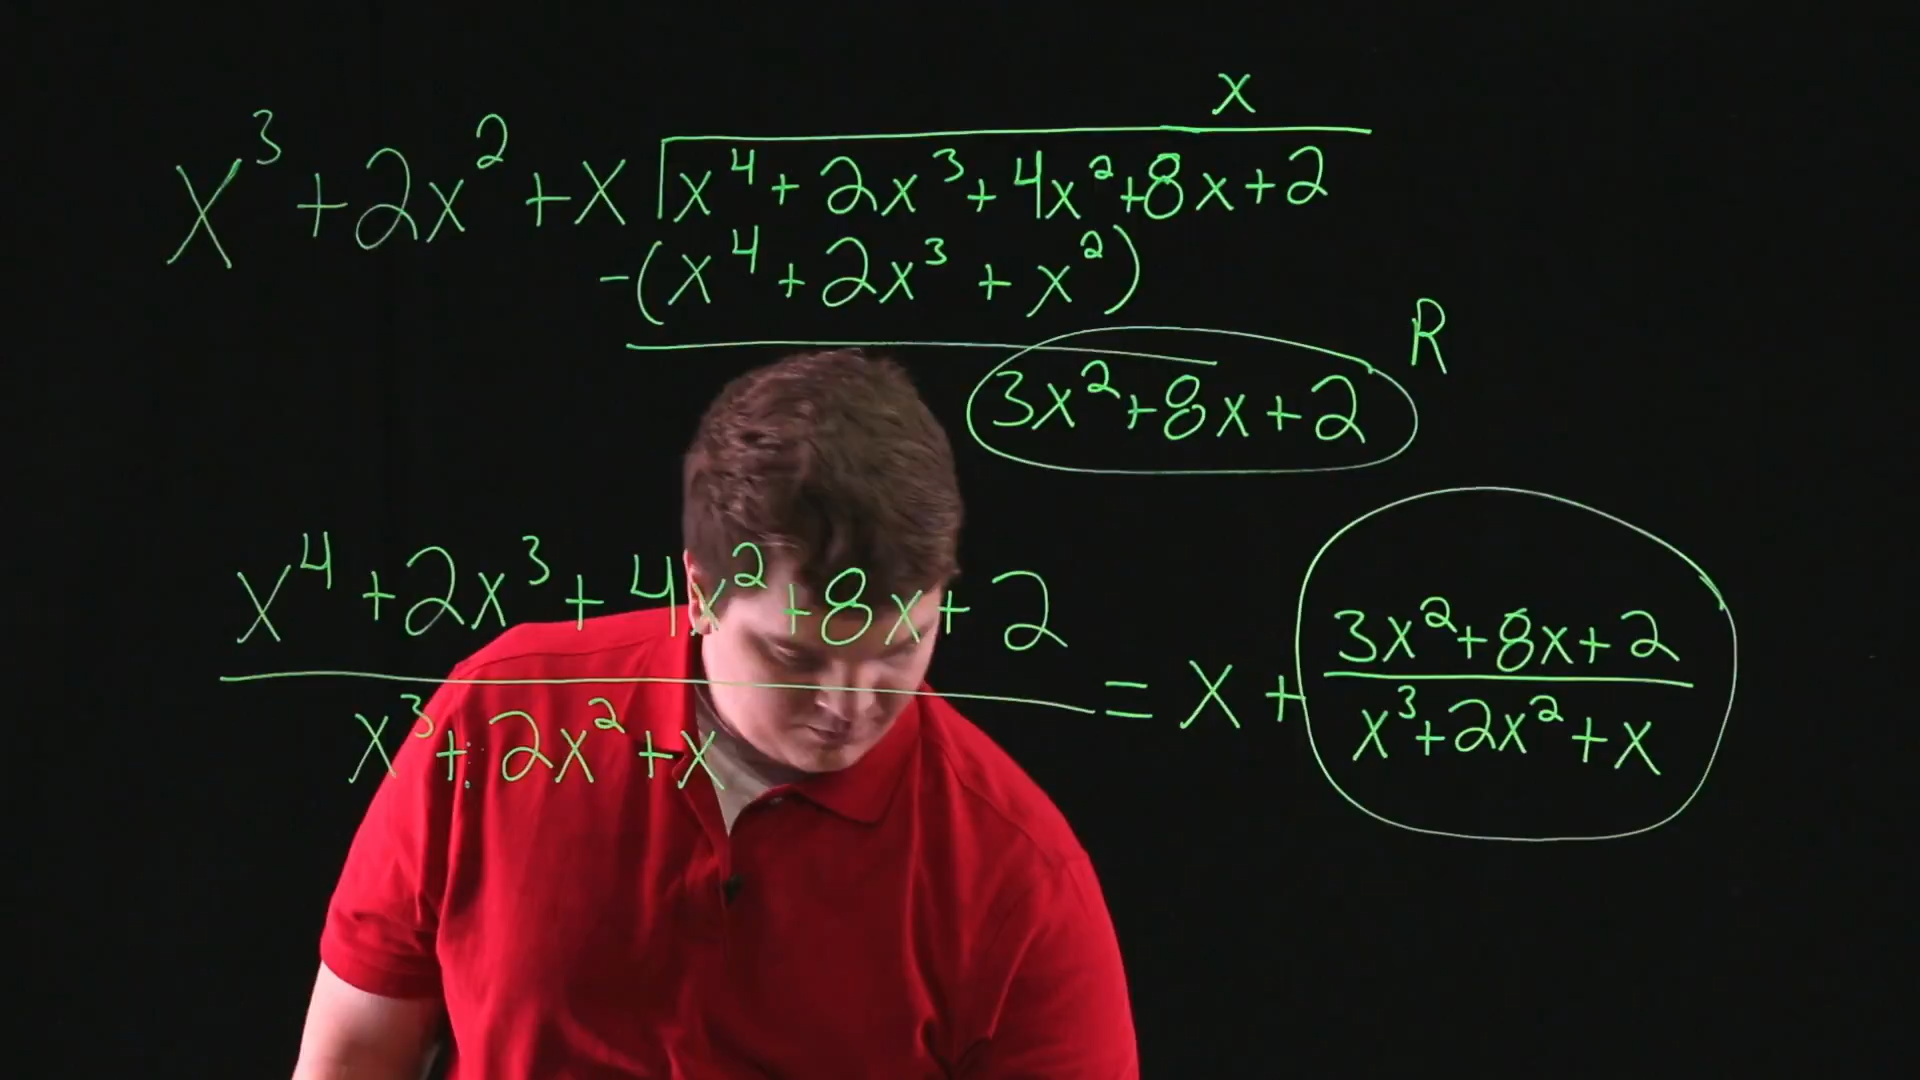 x
x³+2x²+x x⁴+2x³+4x²+8x+2
-(x⁴+2x³+x²)
R
3x²+8x+2
x⁴+2x³+4x²+8x+2
x³+2x²+x
= x +
3x²+8x+2
x³+2x²+x